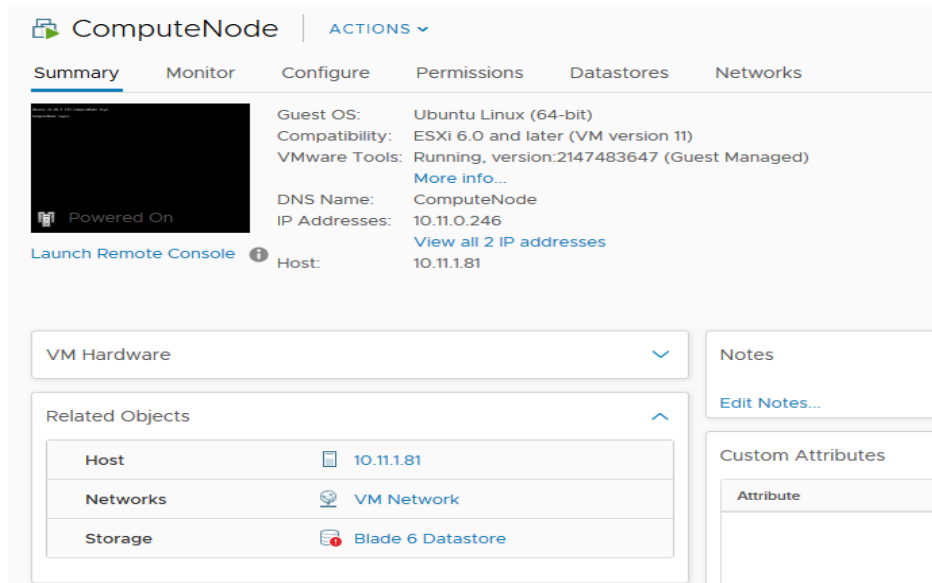 ComputeNode ACTIONS
Summary Monitor Configure Permissions Datastores Networks
Powered On
Launch Remote Console
Guest OS: Ubuntu Linux (64-bit)
Compatibility: ESXi 6.0 and later (VM version 11)
VMware Tools: Running, version:2147483647 (Guest Managed)
More info...
DNS Name: ComputeNode
IP Addresses: 10.11.0.246
View all 2 IP addresses
Host: 10.11.1.81
VM Hardware
Related Objects
Host 10.11.1.81
Networks VM Network
Storage Blade 6 Datastore
Notes
Edit Notes...
Custom Attributes
Attribute